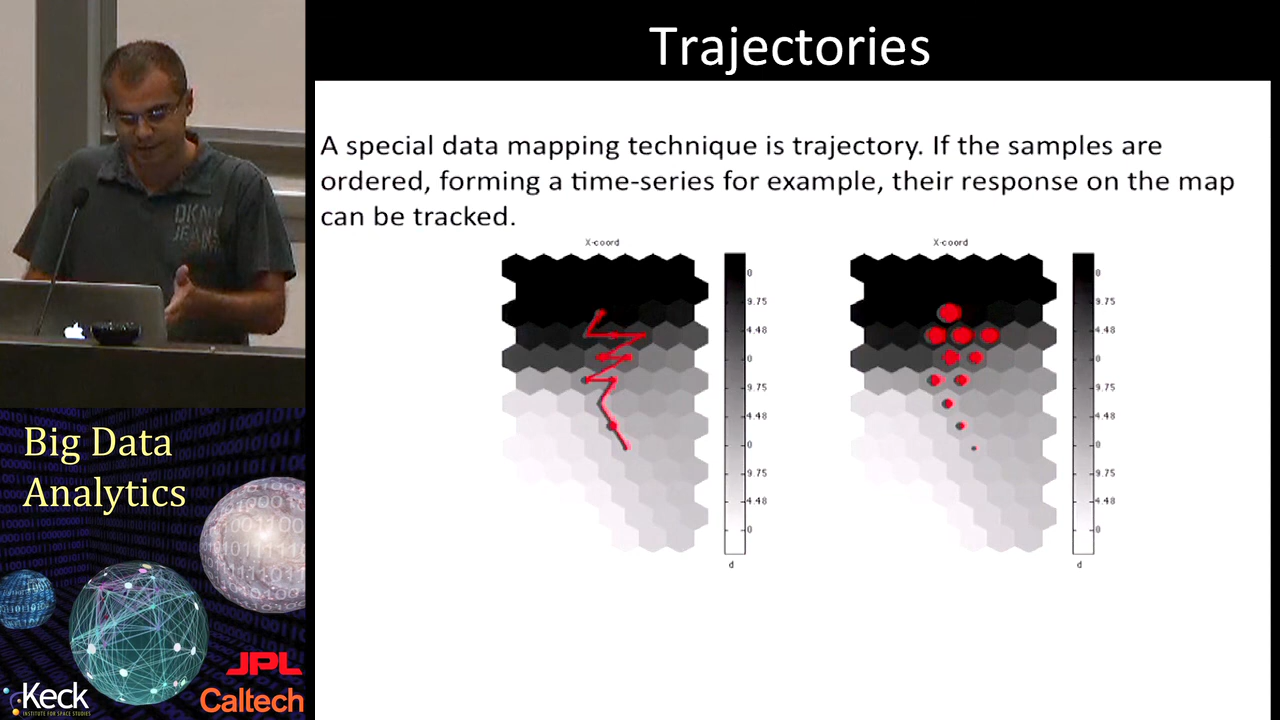 Trajectories
A special data mapping technique is trajectory. If the samples are
ordered, forming a time-series for example, their response on the map
can be tracked.
X-coord
0
9.75
4.48
0
9.75
4.48
0
9.75
4.48
0
d
X-coord
0
9.75
4.48
0
9.75
4.48
0
9.75
4.48
0
d
DKNY
JEANS
Big Data
Analytics
JPL
Keck
INSTITUTE FOR SPACE STUDIES
Caltech